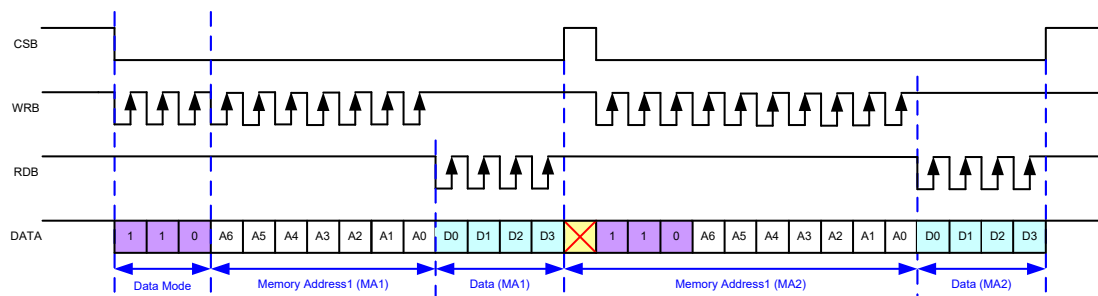 CSB
WRB
RDB
DATA 1 1 0 A6 A5 A4 A3 A2 A1 A0 D0 D1 D2 D3 1 1 0 A6 A5 A4 A3 A2 A1 A0 D0 D1 D2 D3
Data Mode Memory Address1 (MA1) Data (MA1) Memory Address1 (MA2) Data (MA2)